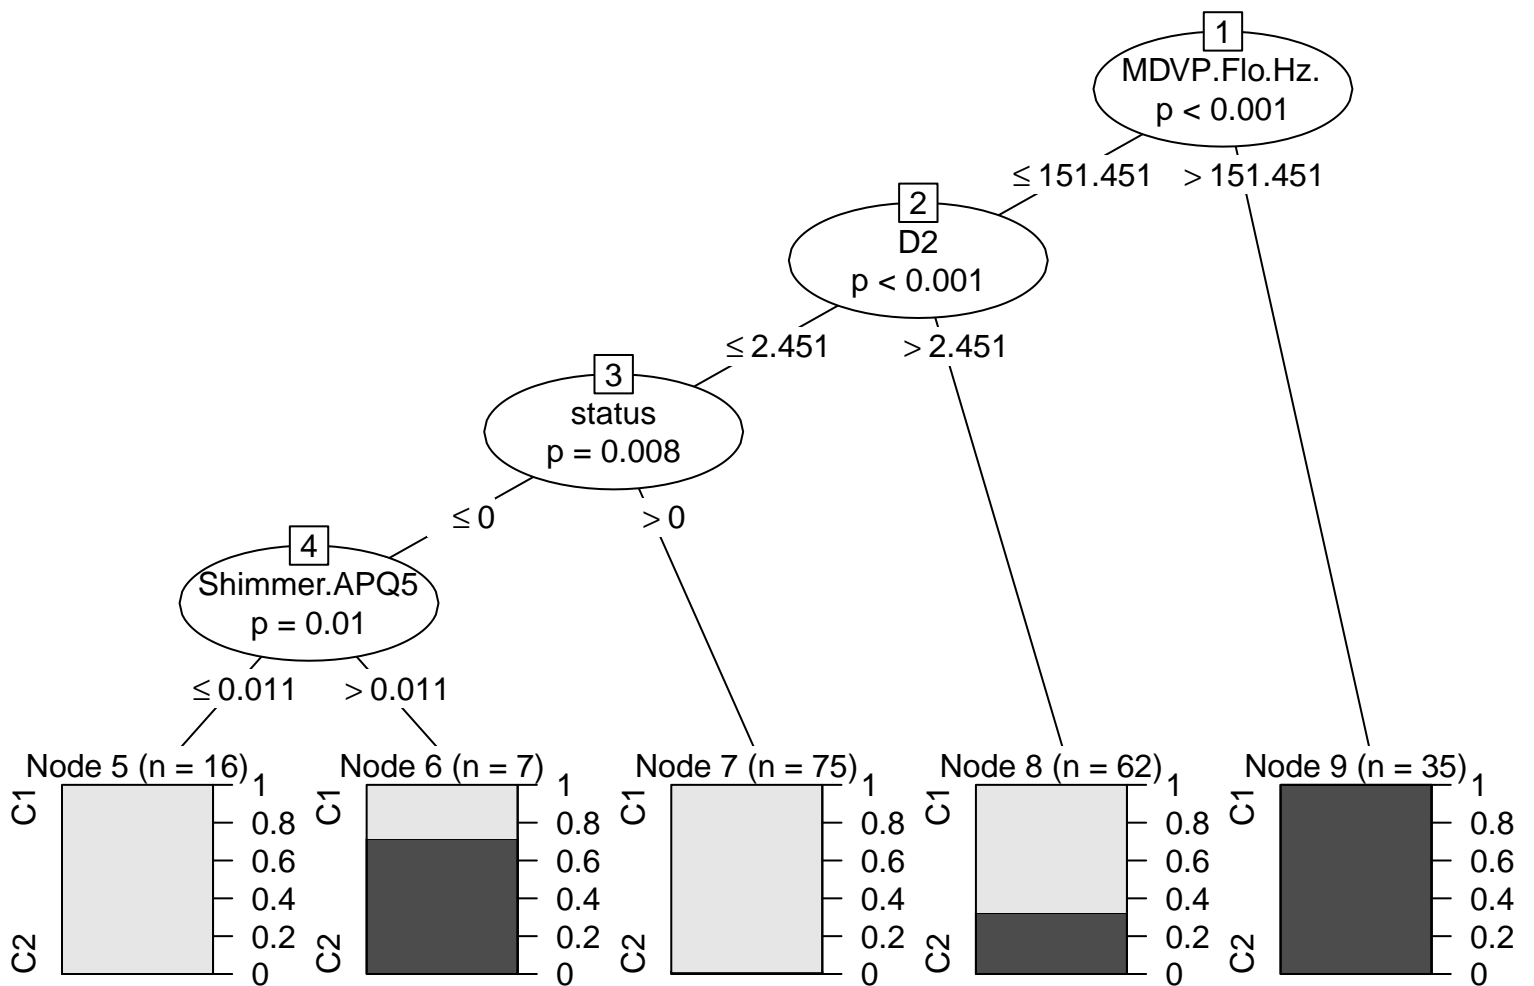 1
MDVP.Flo.Hz.
p < 0.001
≤ 151.451
> 151.451
2
D2
p < 0.001
≤ 2.451
> 2.451
3
status
p = 0.008
≤ 0
> 0
4
Shimmer.APQ5
p = 0.01
≤ 0.011
> 0.011
Node 5 (n = 16)
C1
C2
1
0.8
0.6
0.4
0.2
0
Node 6 (n = 7)
C1
C2
1
0.8
0.6
0.4
0.2
0
Node 7 (n = 75)
C1
C2
1
0.8
0.6
0.4
0.2
0
Node 8 (n = 62)
C1
C2
1
0.8
0.6
0.4
0.2
0
Node 9 (n = 35)
C1
C2
1
0.8
0.6
0.4
0.2
0